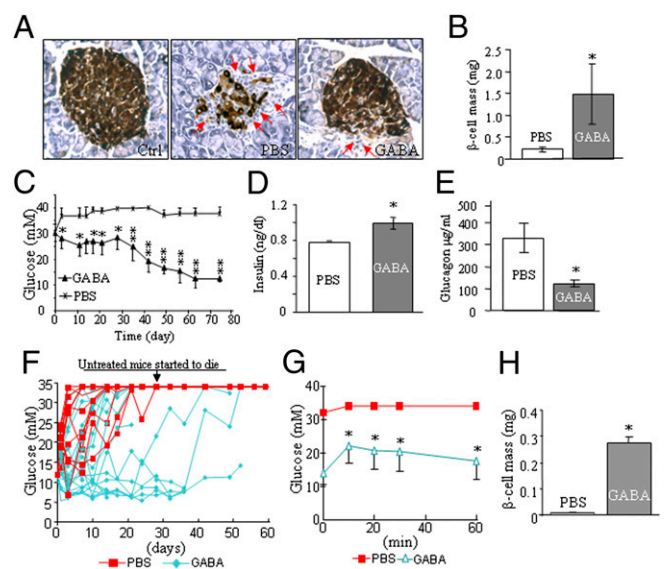 A
Ctrl
PBS
GABA
B
β-cell mass (mg)
2.5
2.0
1.5
1.0
0.5
0.0
PBS
GABA
*
C
Glucose (mM)
40
30
20
10
0
* * * * * * * * * * * *
GABA
PBS
0 10 20 30 40 50 60 70 80
Time (day)
D
Insulin (ng/dl)
1.2
0.8
0.4
0
PBS
GABA
*
E
Glucagon µg/ml
500
400
300
200
100
0
PBS
GABA
*
F
Untreated mice started to die
Glucose (mM)
35
30
25
20
15
10
5
0 10 20 30 40 50 60
(days)
PBS GABA
G
Glucose (mM)
40
30
20
10
0
* * * *
0 20 40 60
(min)
PBS GABA
H
β-cell mass (mg)
0.4
0.3
0.2
0.1
0.0
PBS
GABA
*